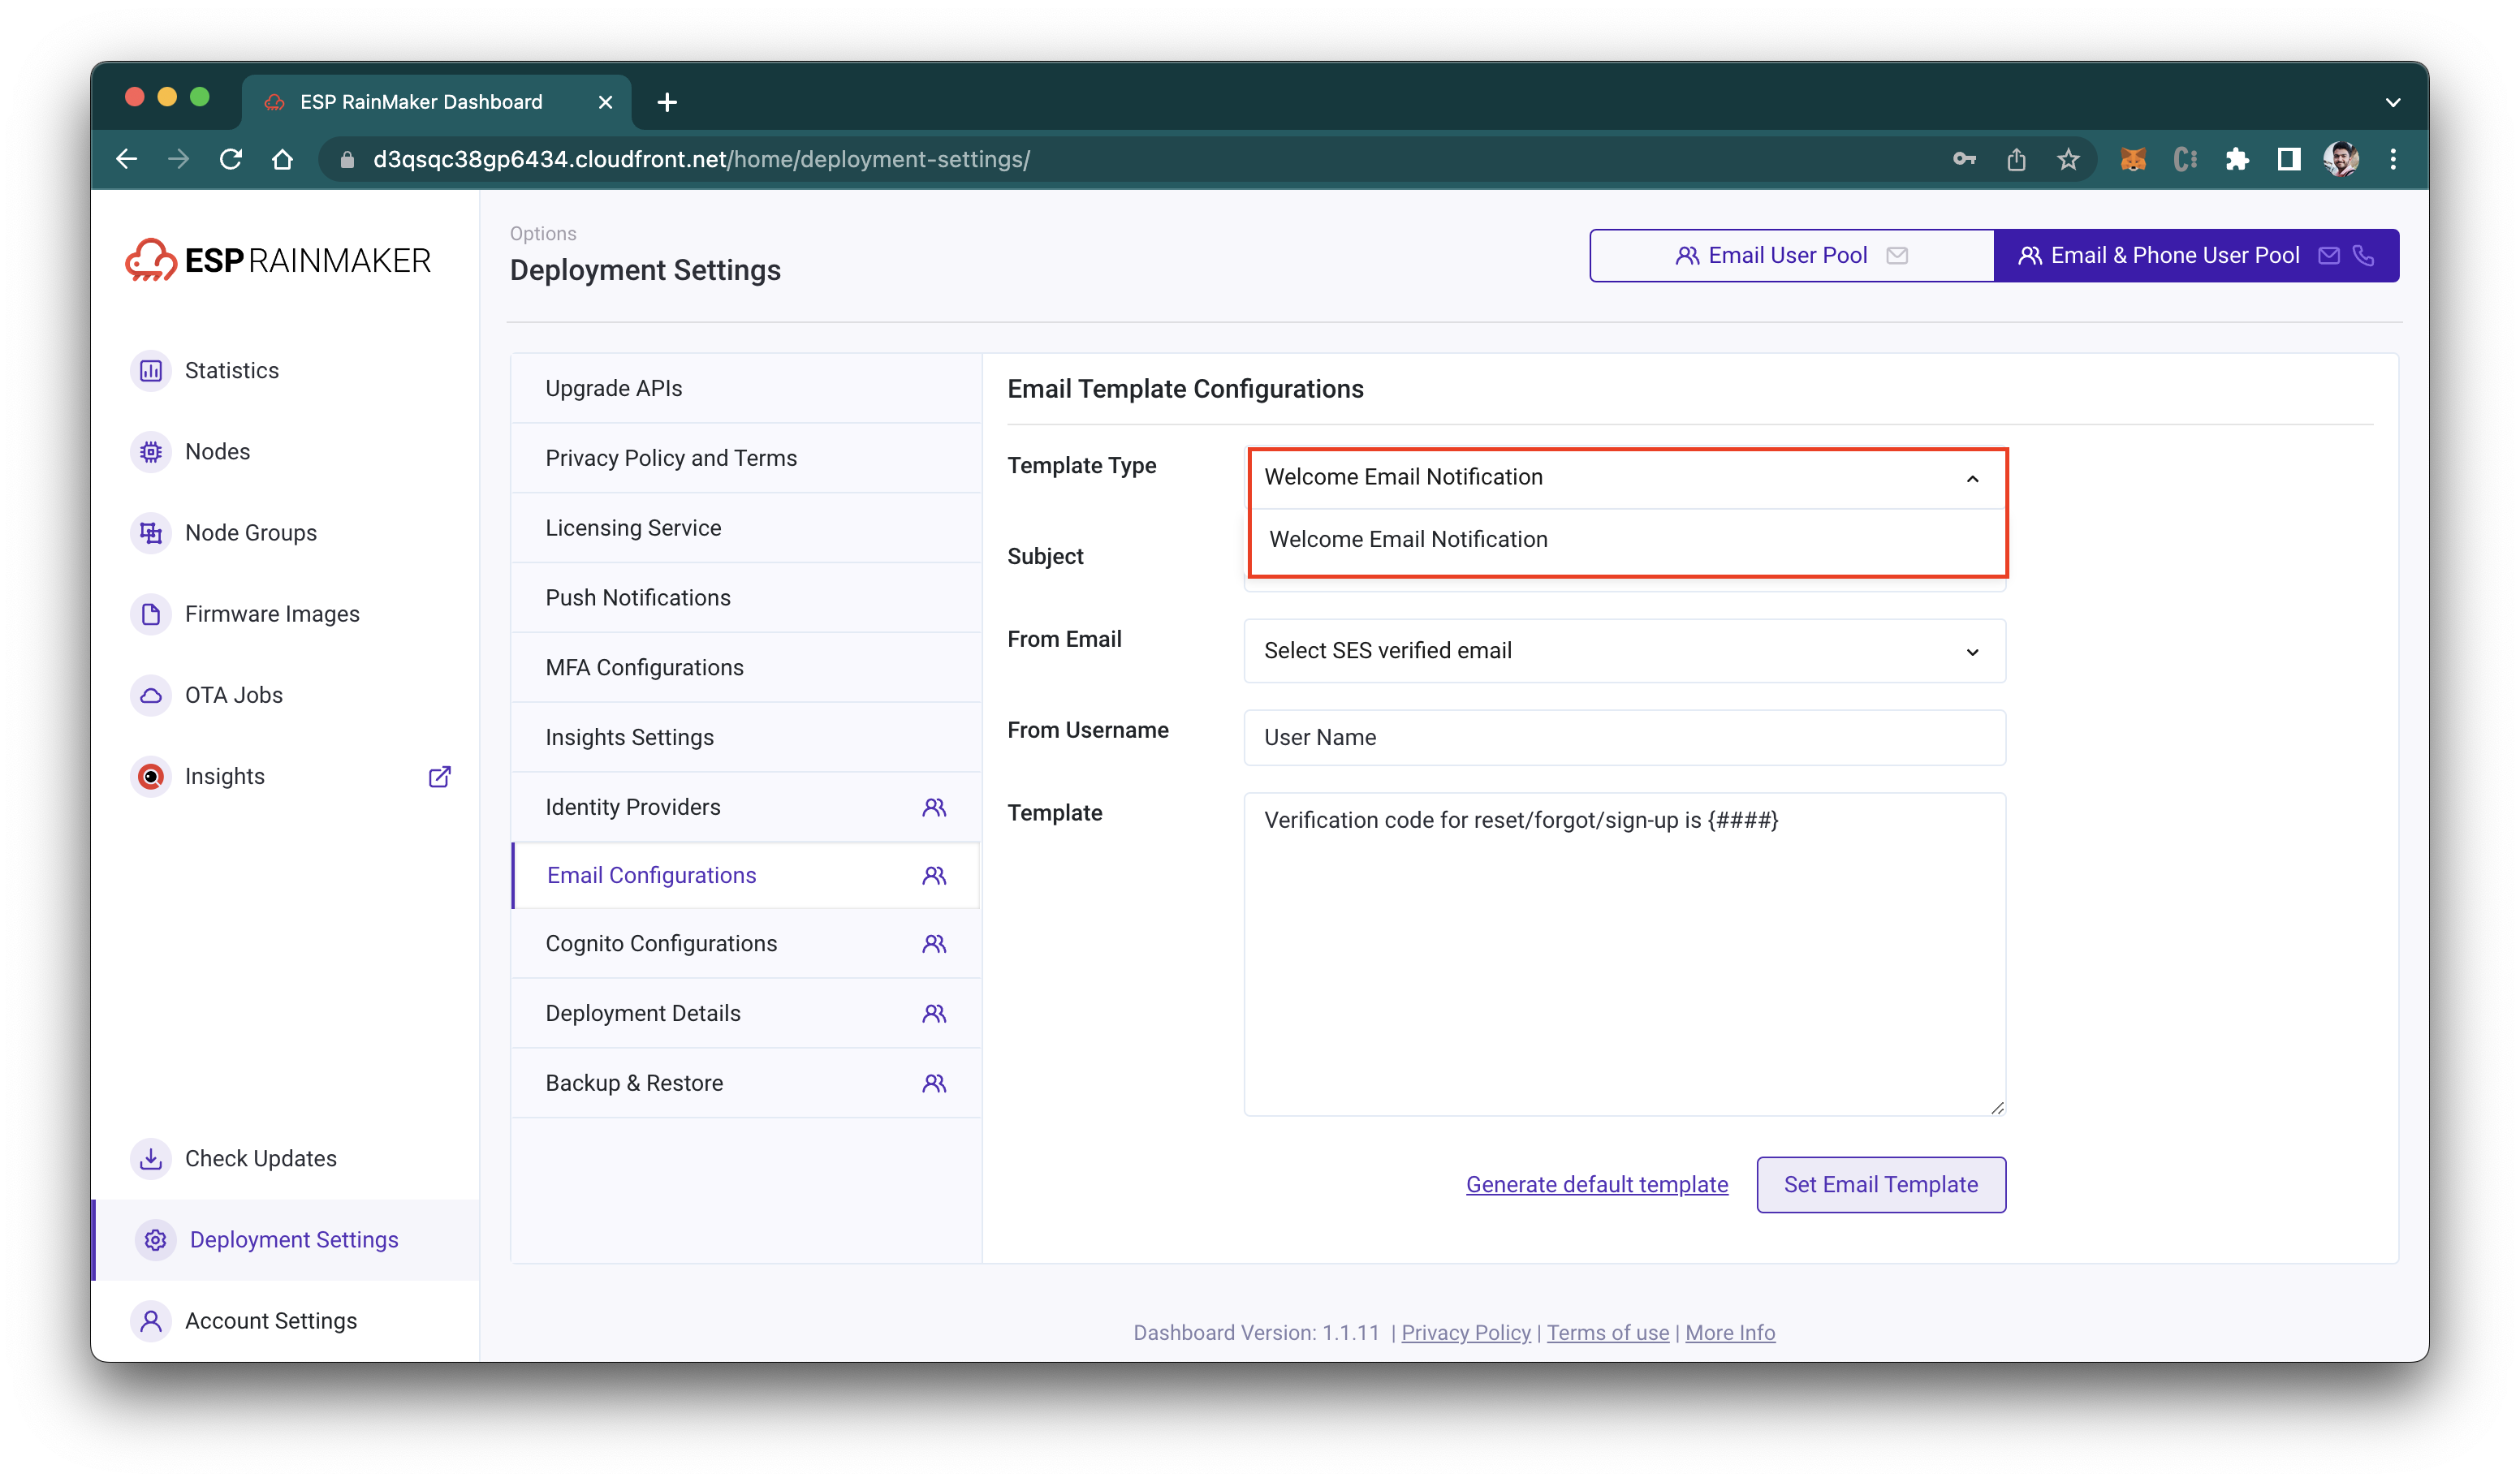 ESP RainMaker Dashboard
d3qsqc38gp6434.cloudfront.net/home/deployment-settings/
ESP RAINMAKER
Statistics
Nodes
Node Groups
Firmware Images
OTA Jobs
Insights
Check Updates
Deployment Settings
Account Settings
Options
Deployment Settings
Email User Pool
Email & Phone User Pool
Upgrade APIs
Privacy Policy and Terms
Licensing Service
Push Notifications
MFA Configurations
Insights Settings
Identity Providers
Email Configurations
Cognito Configurations
Deployment Details
Backup & Restore
Email Template Configurations
Template Type
Welcome Email Notification
Welcome Email Notification
Subject
From Email
Select SES verified email
From Username
User Name
Template
Verification code for reset/forgot/sign-up is {####}
Generate default template
Set Email Template
Dashboard Version: 1.1.11 | Privacy Policy | Terms of use | More Info